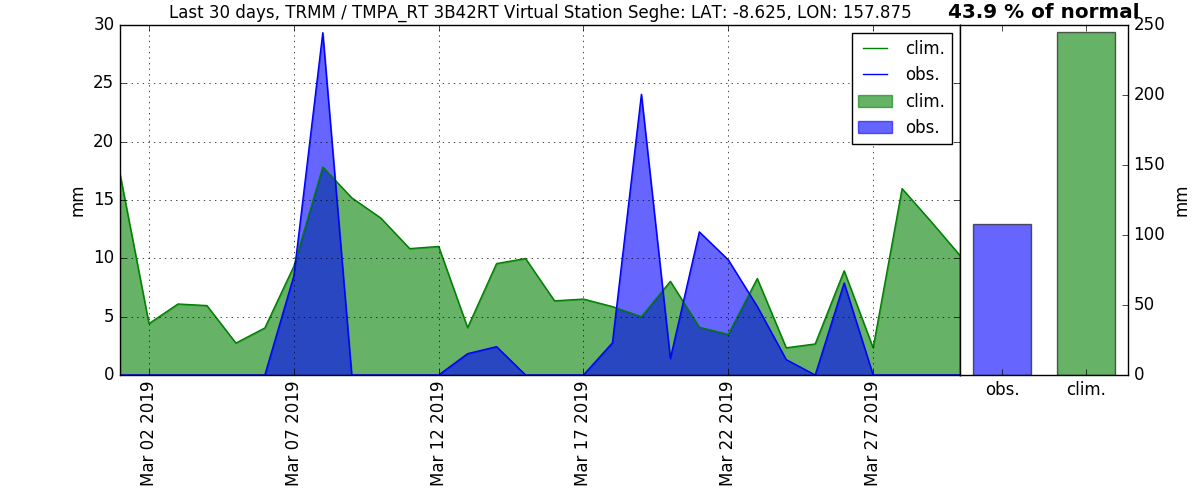 Last 30 days, TRMM / TMPA_RT 3B42RT Virtual Station Seghe: LAT: -8.625, LON: 157.875
43.9 % of normal
30
25
20
15
10
5
0
mm
clim.
obs.
clim.
obs.
Mar 02 2019
Mar 07 2019
Mar 12 2019
Mar 17 2019
Mar 22 2019
Mar 27 2019
250
200
150
100
50
0
mm
obs.
clim.